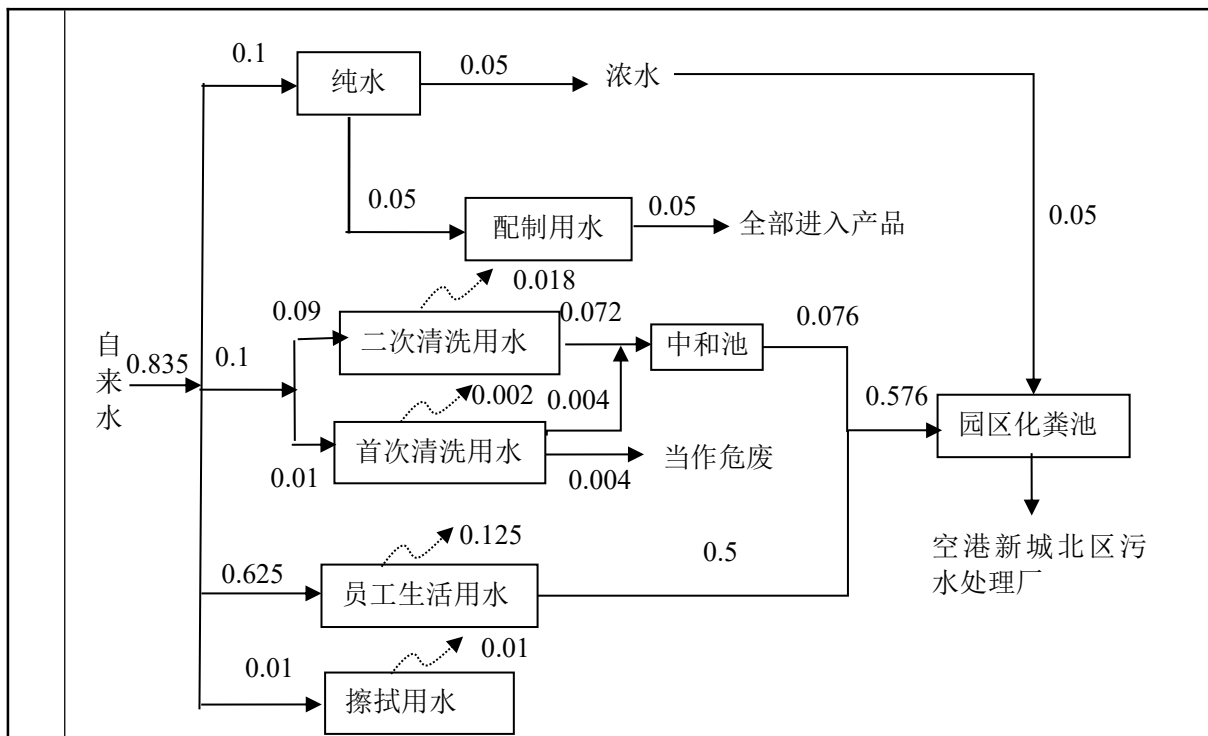 0.1
纯水
0.05
浓水
0.05
配制用水
0.05
全部进入产品
0.05
0.018
0.09
二次清洗用水
0.072
中和池
0.076
自来水
0.835
0.1
0.002
0.004
0.576
园区化粪池
首次清洗用水
0.01
0.004
当作危废
0.125
0.5
空港新城北区污
水处理厂
0.625
员工生活用水
0.01
0.01
擦拭用水